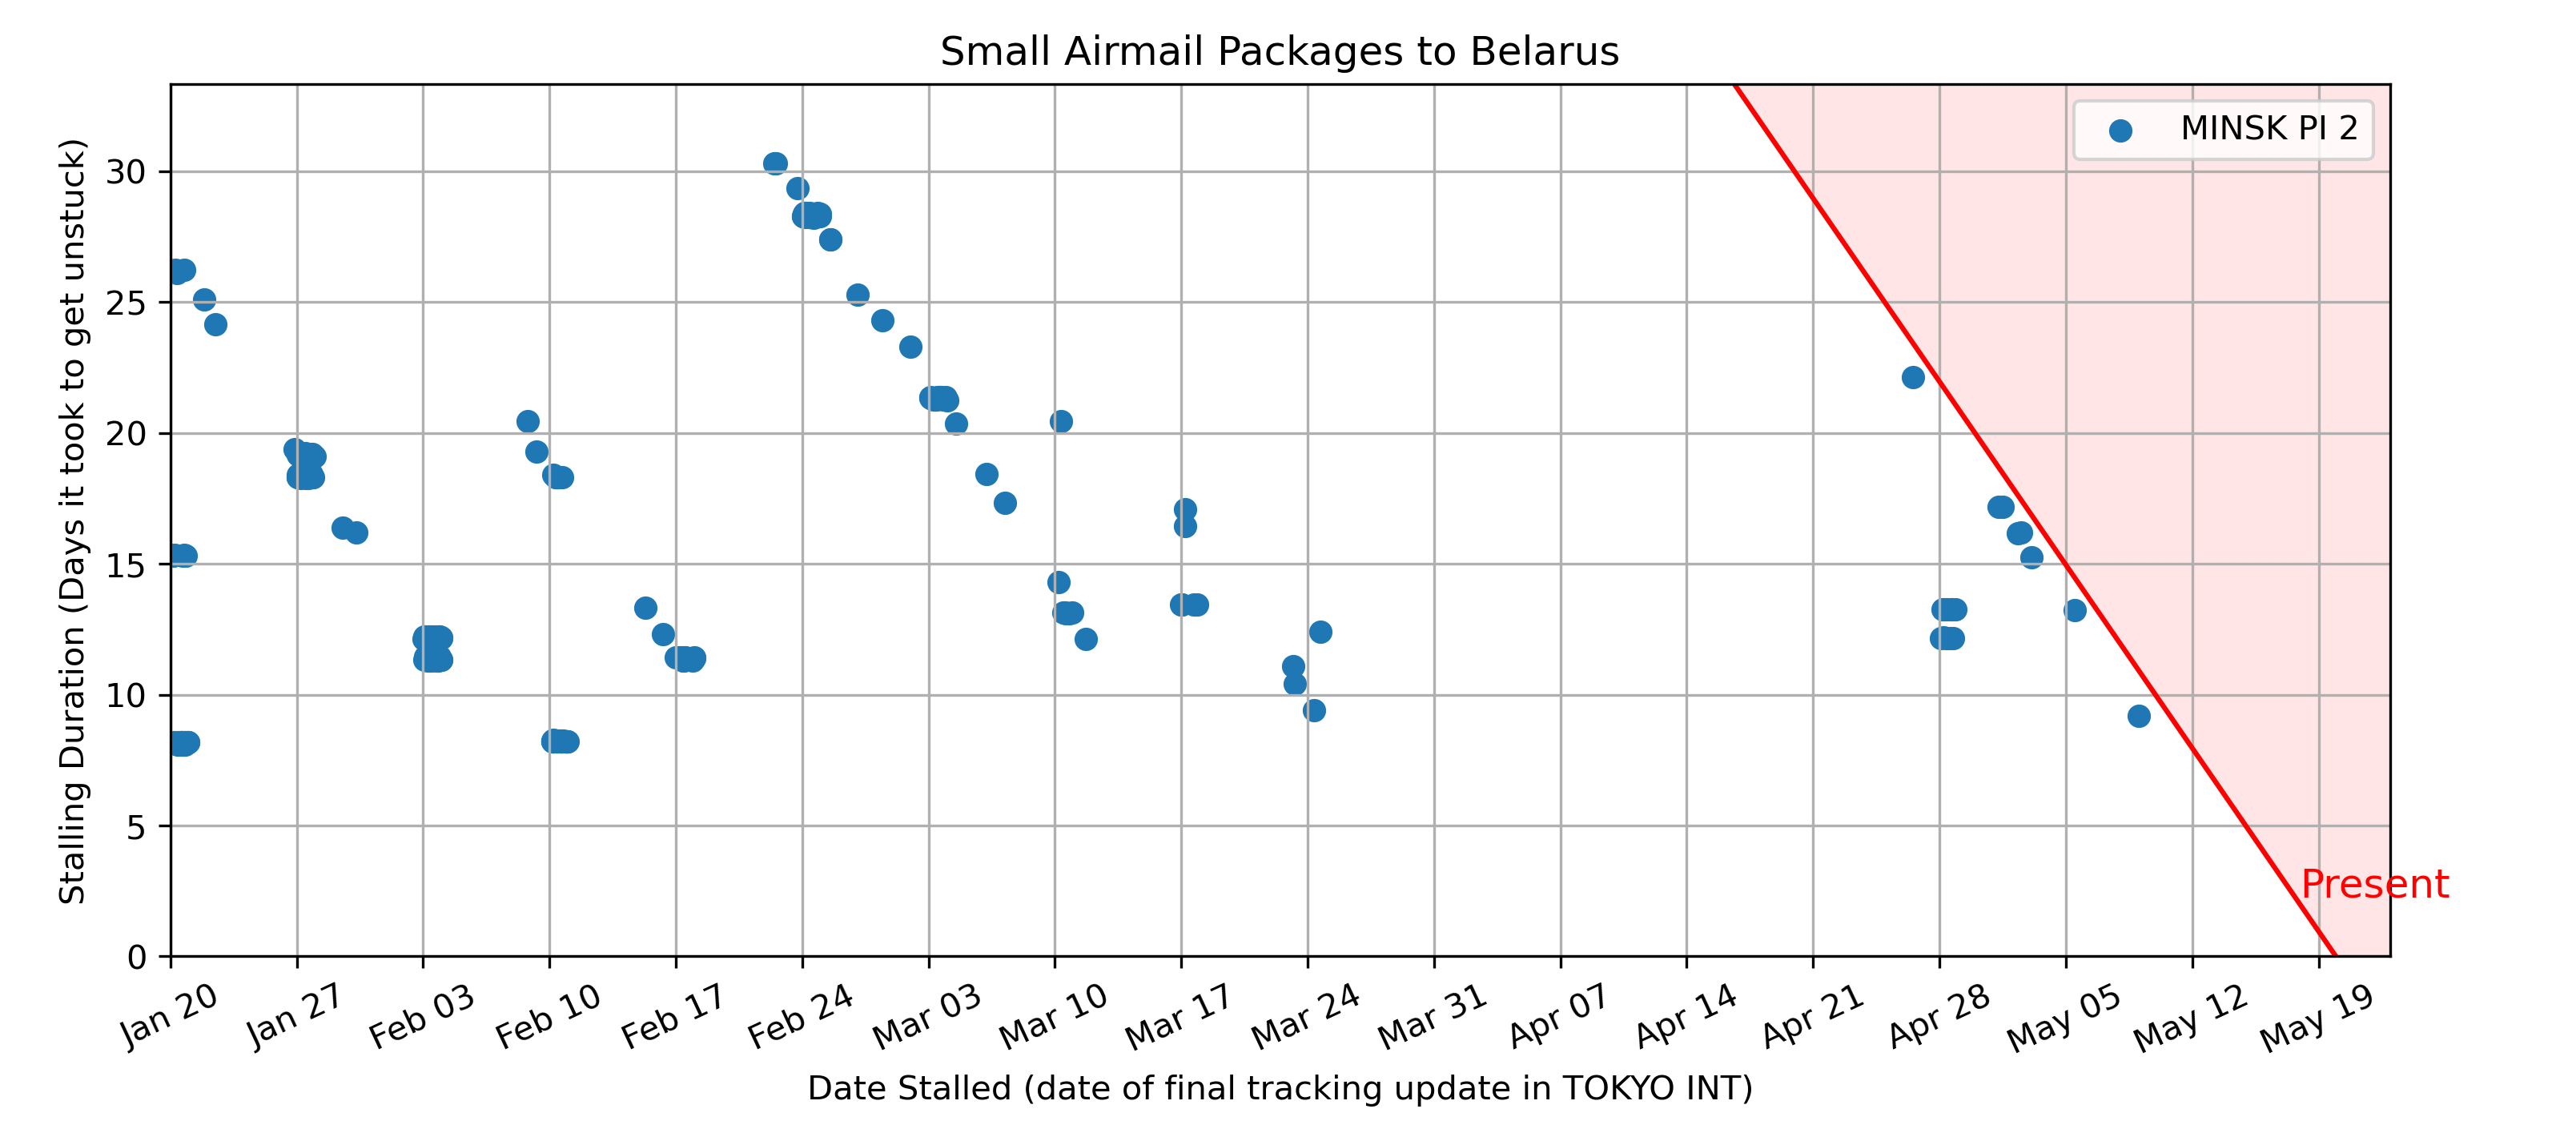 Small Airmail Packages to Belarus
MINSK PI 2
Stalling Duration (Days it took to get unstuck)
30
25
20
15
10
5
0
Present
Jan 20 Jan 27 Feb 03 Feb 10 Feb 17 Feb 24 Mar 03 Mar 10 Mar 17 Mar 24 Mar 31 Apr 07 Apr 14 Apr 21 Apr 28 May 05 May 12 May 19
Date Stalled (date of final tracking update in TOKYO INT)